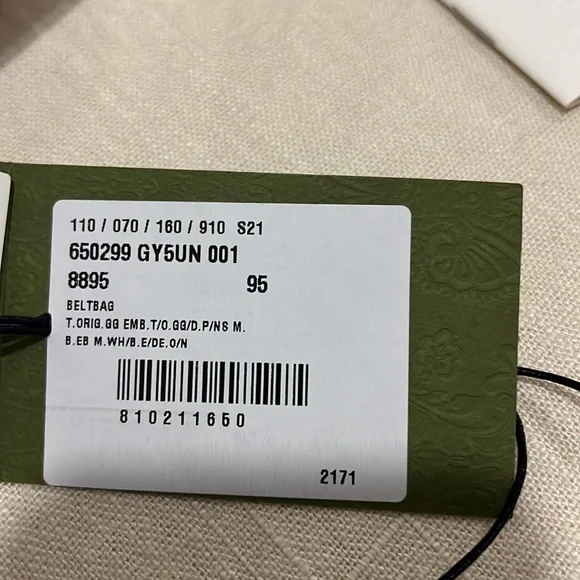 110 / 070 / 160 / 910 S21
650299 GY5UN 001
8895 95
BELTBAG
T.ORIG.GG EMB.T/O.GG/D.P/NS M.
B.EB M.WH/B.E/DE.O/N
810211650
2171